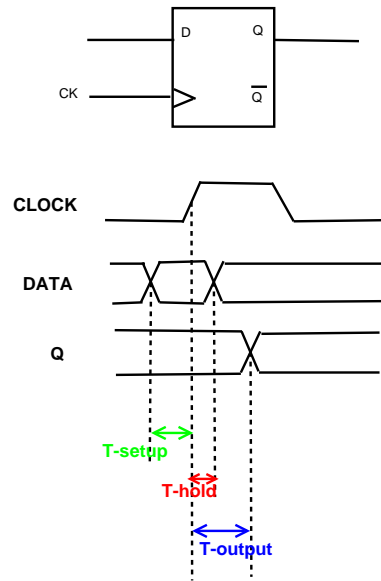 D
Q
CK
Q̅
CLOCK
DATA
Q
T-setup
T-hold
T-output